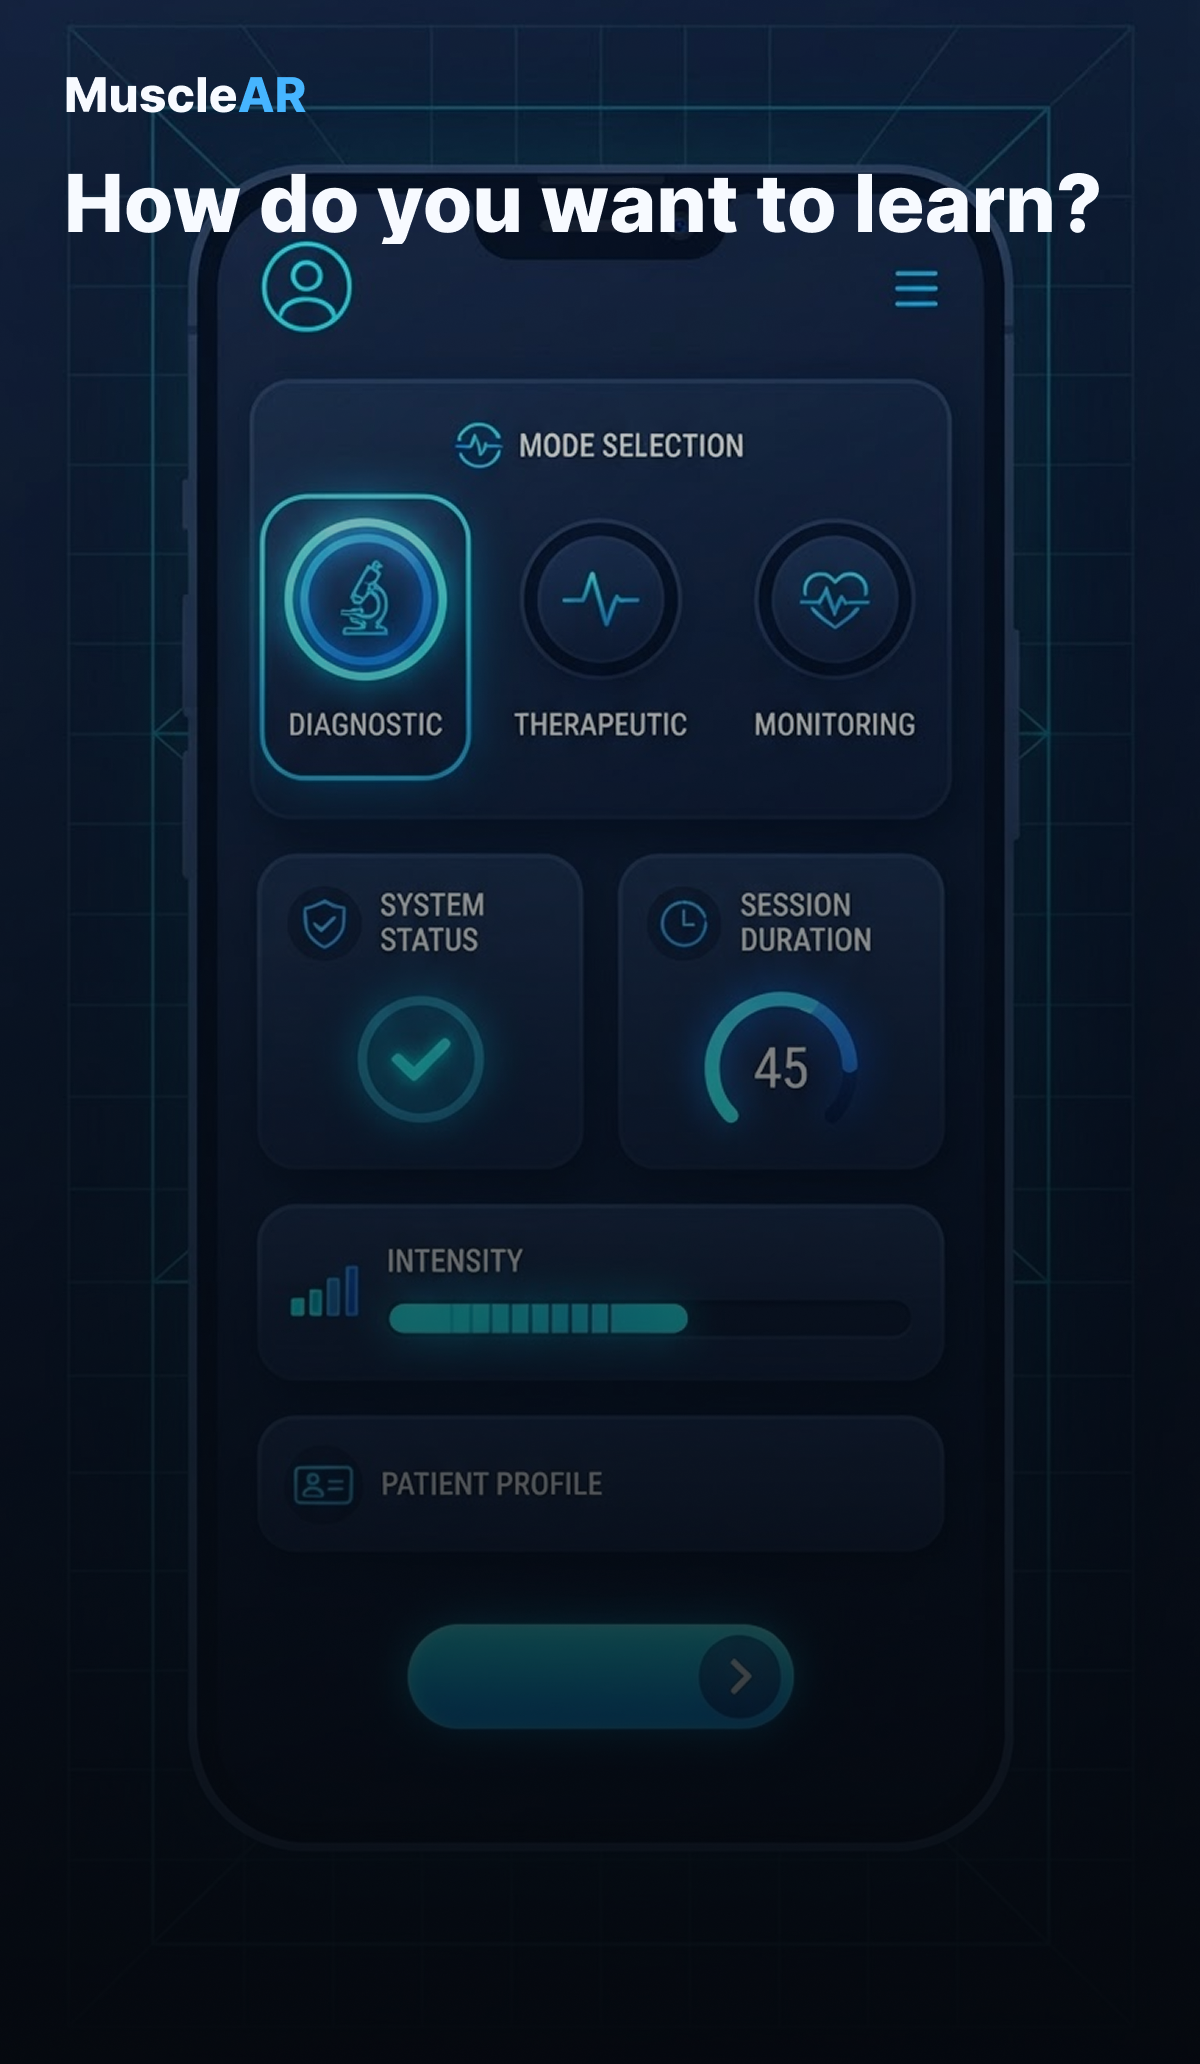 MuscleAR
How do you want to learn?
MODE SELECTION
DIAGNOSTIC
THERAPEUTIC
MONITORING
SYSTEM
STATUS
SESSION
DURATION
45
INTENSITY
PATIENT PROFILE